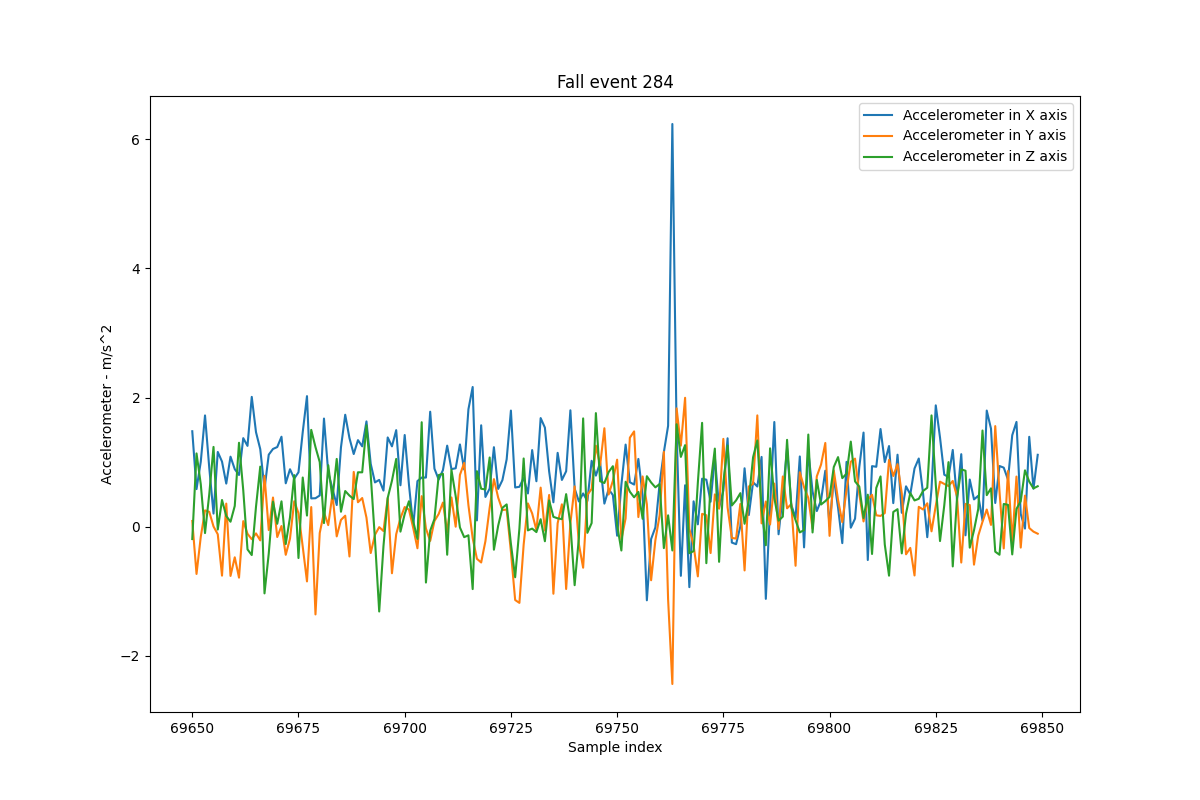 Fall event 284
Accelerometer in X axis
Accelerometer in Y axis
Accelerometer in Z axis
6
4
2
0
−2
Accelerometer - m/s^2
69650 69675 69700 69725 69750 69775 69800 69825 69850
Sample index